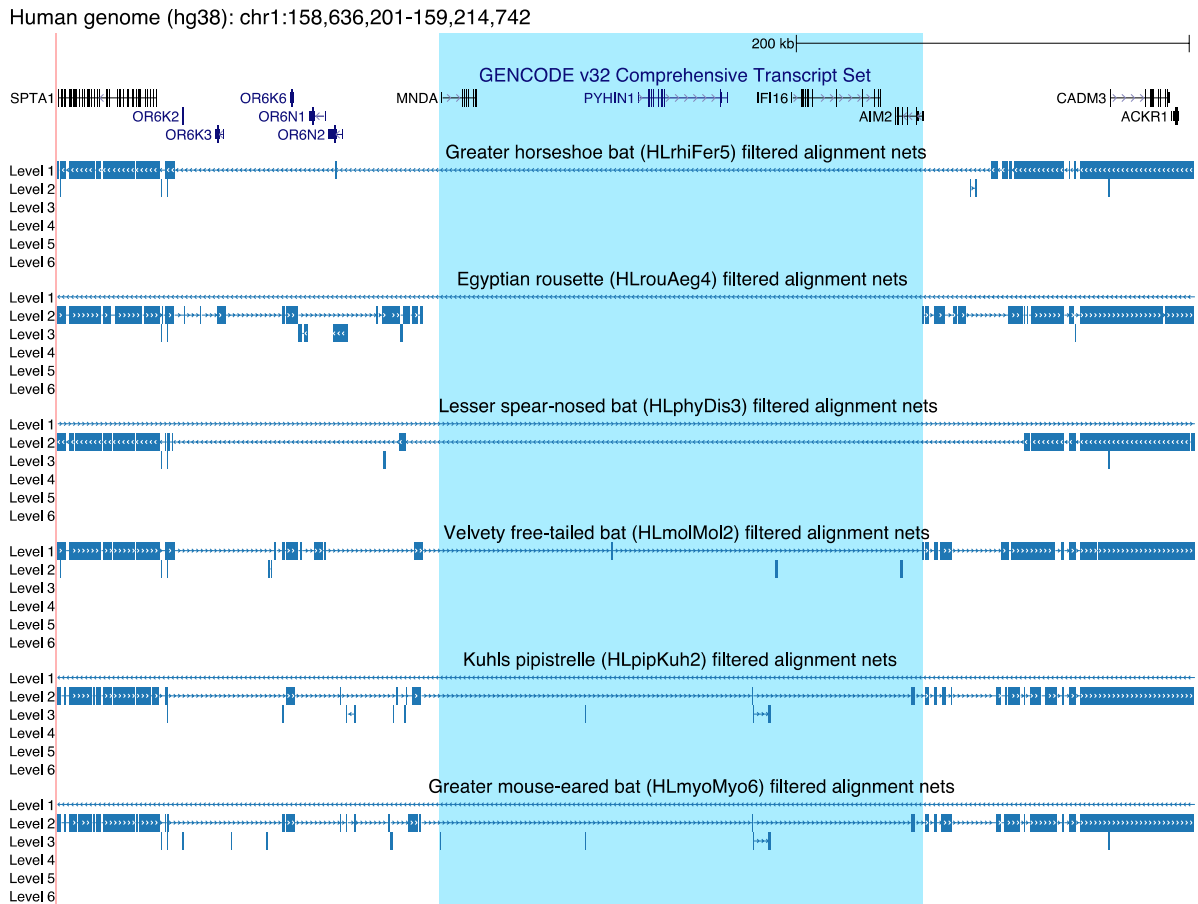 Human genome (hg38): chr1:158,636,201-159,214,742
200 kb
GENCODE v32 Comprehensive Transcript Set
SPTA1 OR6K6 MNDA PYHIN1 IFI16 CADM3
OR6K2 OR6N1 AIM2 ACKR1
OR6K3 OR6N2
Greater horseshoe bat (HLrhiFer5) filtered alignment nets
Level 1
Level 2
Level 3
Level 4
Level 5
Level 6
Egyptian rousette (HLrouAeg4) filtered alignment nets
Level 1
Level 2
Level 3
Level 4
Level 5
Level 6
Lesser spear-nosed bat (HLphyDis3) filtered alignment nets
Level 1
Level 2
Level 3
Level 4
Level 5
Level 6
Velvety free-tailed bat (HLmolMol2) filtered alignment nets
Level 1
Level 2
Level 3
Level 4
Level 5
Level 6
Kuhls pipistrelle (HLpipKuh2) filtered alignment nets
Level 1
Level 2
Level 3
Level 4
Level 5
Level 6
Greater mouse-eared bat (HLmyoMyo6) filtered alignment nets
Level 1
Level 2
Level 3
Level 4
Level 5
Level 6